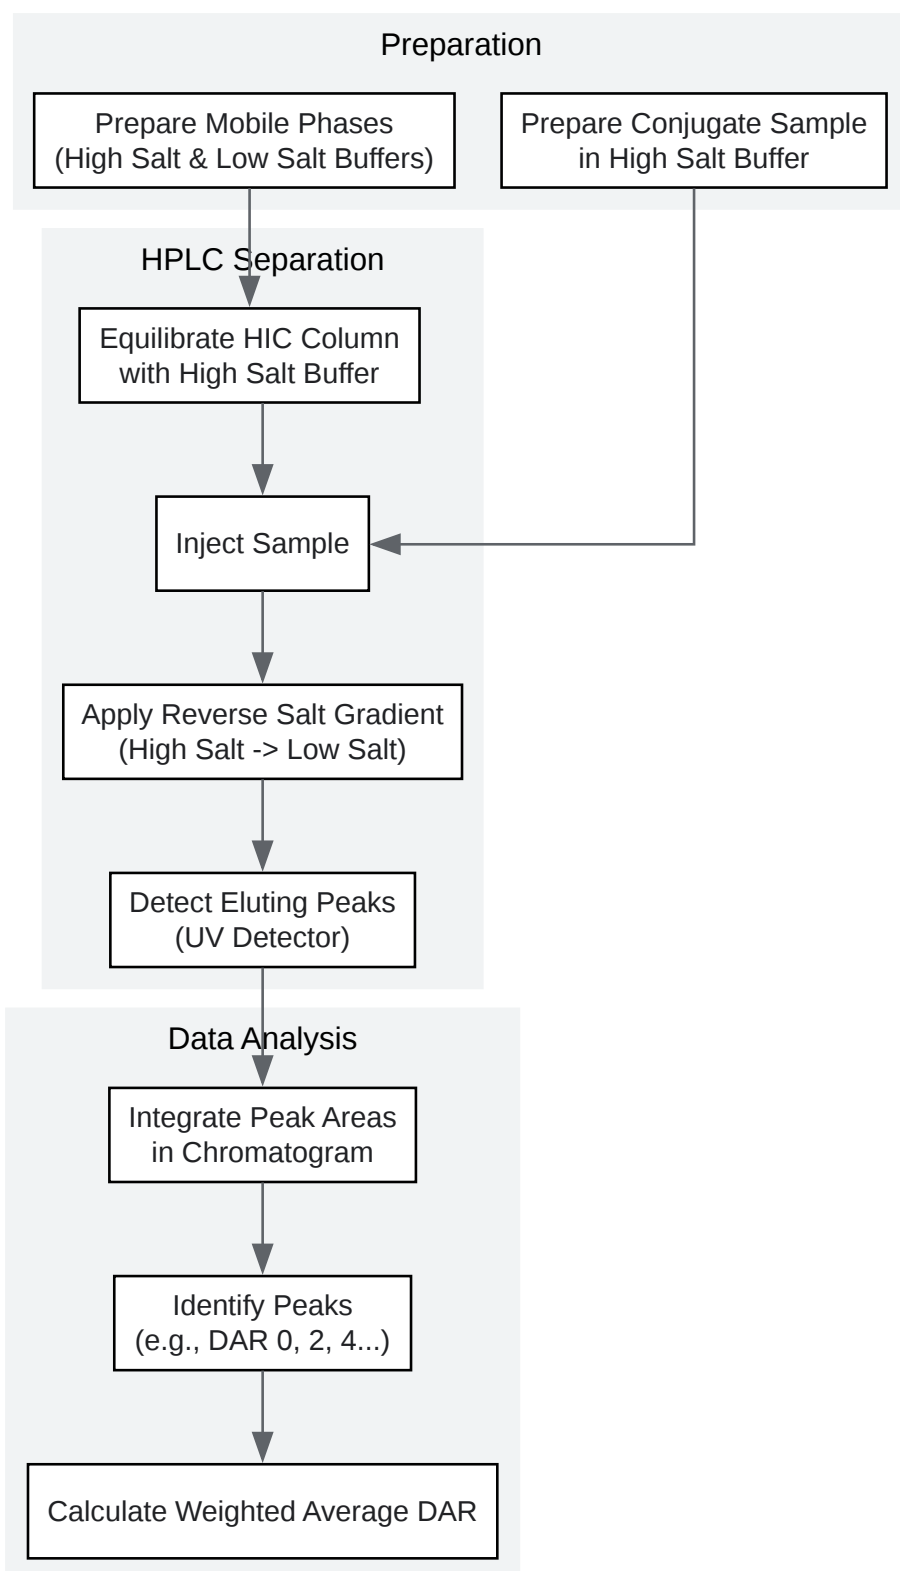 Preparation
Prepare Mobile Phases
(High Salt & Low Salt Buffers)
Prepare Conjugate Sample
in High Salt Buffer
HPLC Separation
Equilibrate HIC Column
with High Salt Buffer
Inject Sample
Apply Reverse Salt Gradient
(High Salt -> Low Salt)
Detect Eluting Peaks
(UV Detector)
Data Analysis
Integrate Peak Areas
in Chromatogram
Identify Peaks
(e.g., DAR 0, 2, 4...)
Calculate Weighted Average DAR